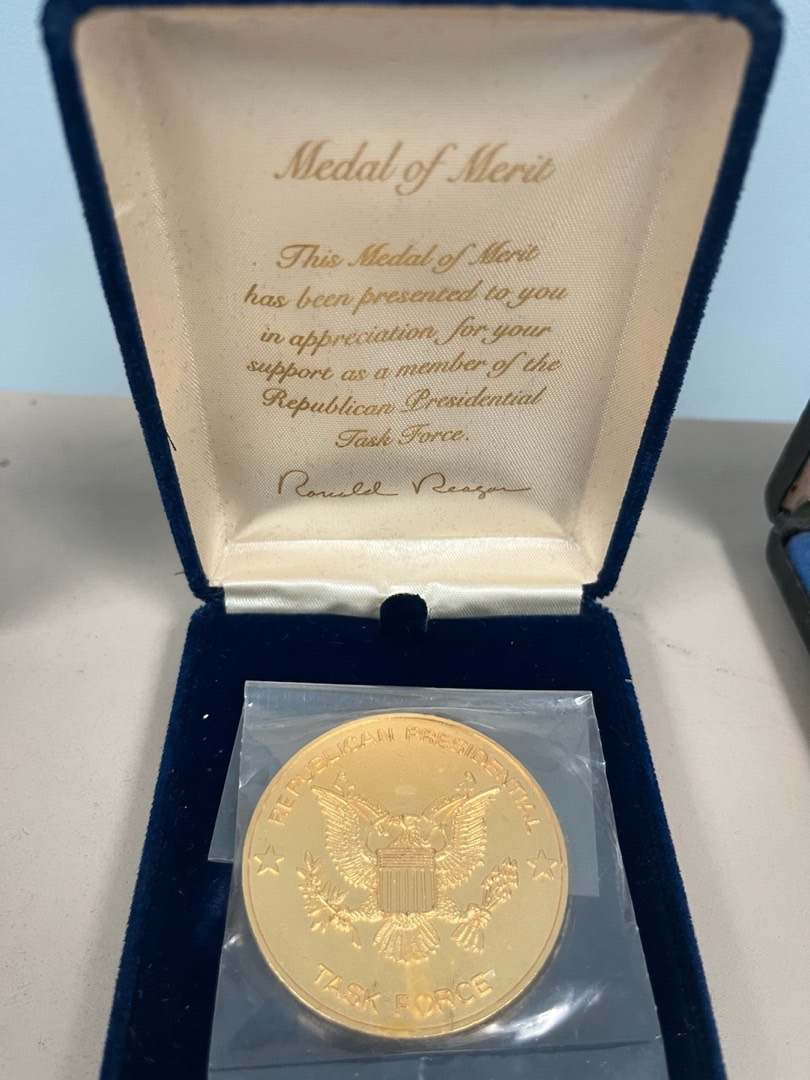 Medal of Merit
This Medal of Merit
has been presented to you
in appreciation for your
support as a member of the
Republican Presidential
Task Force.
Ronald Reagan
REPUBLICAN PRESIDENTIAL
TASK FORCE